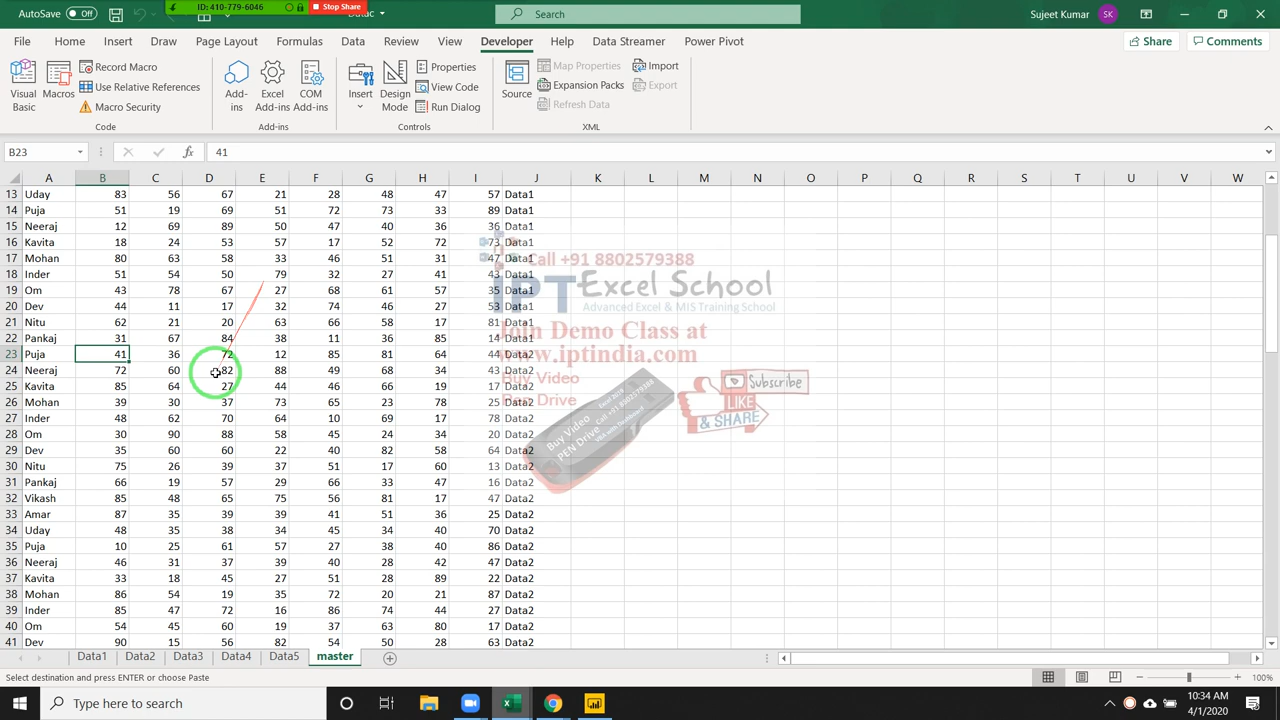 AutoSave Off ID: 410-779-6046 Stop Share Search Sujeet Kumar SK
File Home Insert Draw Page Layout Formulas Data Review View Developer Help Data Streamer Power Pivot Share Comments
Visual Basic Macros Record Macro Use Relative References Macro Security Code
Add-ins Excel Add-ins COM Add-ins Add-ins
Insert Design Mode Properties View Code Run Dialog Controls
Source Map Properties Expansion Packs Refresh Data Import Export XML
B23 fx 41
A B C D E F G H I J K L M N O P Q R S T U V W
13 Uday 83 56 67 21 28 48 47 57 Data1
14 Puja 51 19 69 51 72 73 33 89 Data1
15 Neeraj 12 69 89 50 47 40 36 36 Data1
16 Kavita 18 24 53 57 17 52 72 73 Data1
17 Mohan 80 63 58 33 46 51 31 47 Data1
18 Inder 51 54 50 79 32 27 41 43 Data1
19 Om 43 78 67 27 68 61 57 35 Data1
20 Dev 44 11 17 32 74 46 27 53 Data1
21 Nitu 62 21 20 63 66 58 17 81 Data1
22 Pankaj 31 67 84 38 11 36 85 14 Data1
23 Puja 41 36 72 12 85 81 64 44 Data2
24 Neeraj 72 60 82 88 49 68 34 43 Data2
25 Kavita 85 64 27 44 46 66 19 17 Data2
26 Mohan 39 30 37 73 65 23 78 25 Data2
27 Inder 48 62 70 64 10 69 17 78 Data2
28 Om 30 90 88 58 45 24 34 20 Data2
29 Dev 35 60 60 22 40 82 58 64 Data2
30 Nitu 75 26 39 37 51 17 60 13 Data2
31 Pankaj 66 19 57 29 66 33 47 16 Data2
32 Vikash 85 48 65 75 56 81 17 47 Data2
33 Amar 87 35 39 39 41 51 36 25 Data2
34 Uday 48 35 38 34 45 34 40 70 Data2
35 Puja 10 25 61 57 27 38 40 86 Data2
36 Neeraj 46 31 37 39 40 28 42 47 Data2
37 Kavita 33 18 45 27 51 28 89 22 Data2
38 Mohan 86 54 19 35 72 20 21 87 Data2
39 Inder 85 47 72 16 86 74 44 27 Data2
40 Om 54 45 60 19 37 63 80 17 Data2
41 Dev 90 15 56 82 54 50 28 63 Data2
Call +91 8802579388
IPT Excel School
Advanced Excel & MIS Training School
Join Demo Class at
www.iptindia.com
Buy Video
Pen Drive
Subscribe
LIKE
& SHARE
Buy Video
PEN Drive
Call +91 8802579388
Data1 Data2 Data3 Data4 Data5 master
Select destination and press ENTER or choose Paste 100%
Type here to search 10:34 AM
4/1/2020